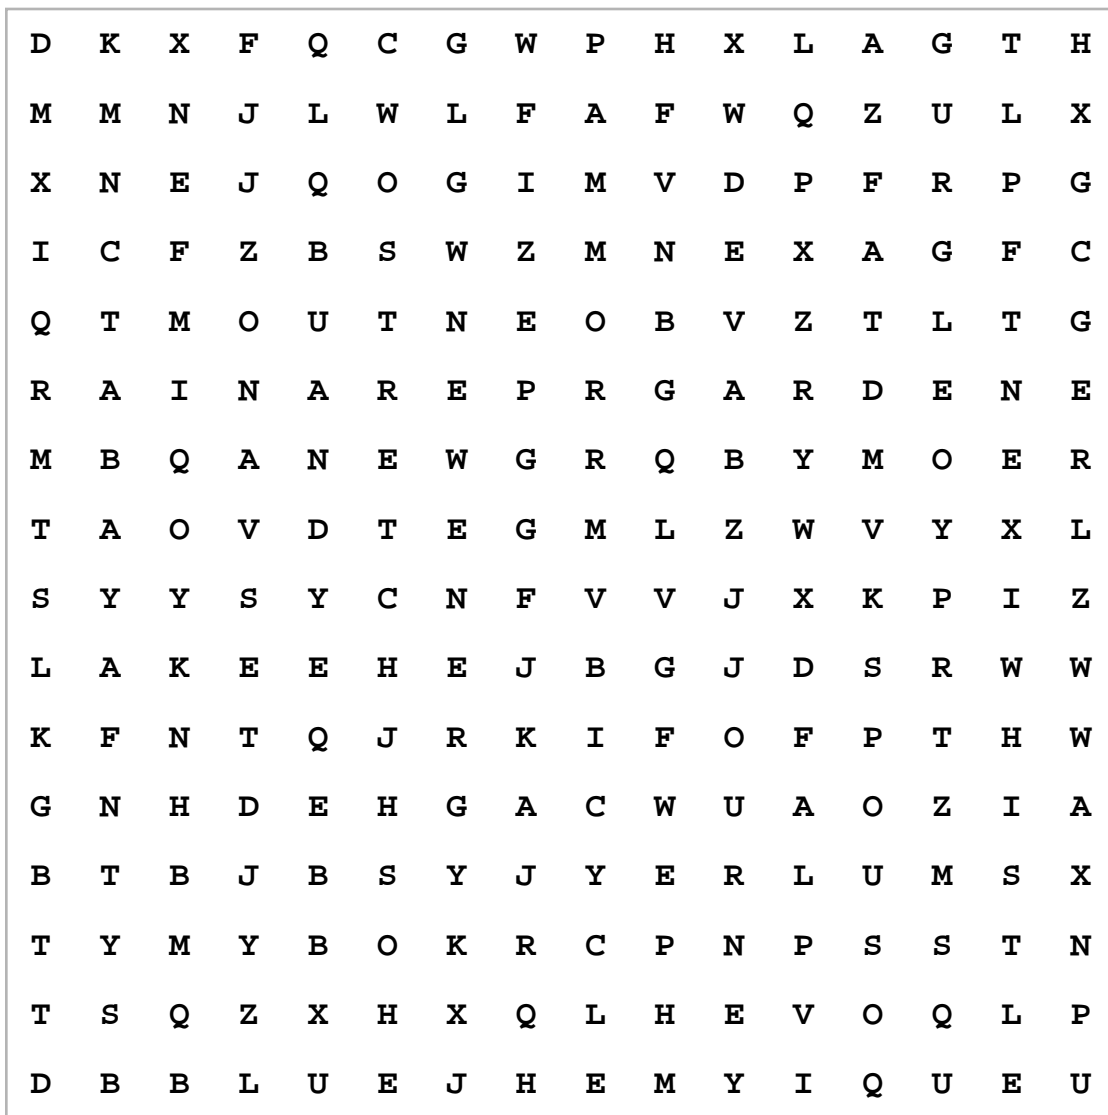 D K X F Q C G W P H X L A G T H
M M N J L W L F A F W Q Z U L X
X N E J Q O G I M V D P F R P G
I C F Z B S W Z M N E X A G F C
Q T M O U T N E O B V Z T L T G
R A I N A R E P R G A R D E N E
M B Q A N E W G R Q B Y M O E R
T A O V D T E G M L Z W V Y X L
S Y Y S Y C N F V V J X K P I Z
L A K E E H E J B G J D S R W W
K F N T Q J R K I F O F P T H W
G N H D E H G A C W U A O Z I A
B T B J B S Y J Y E R L U M S X
T Y M Y B O K R C P N P S S T N
T S Q Z X H X Q L H E V O Q L P
D B B L U E J H E M Y I Q U E U